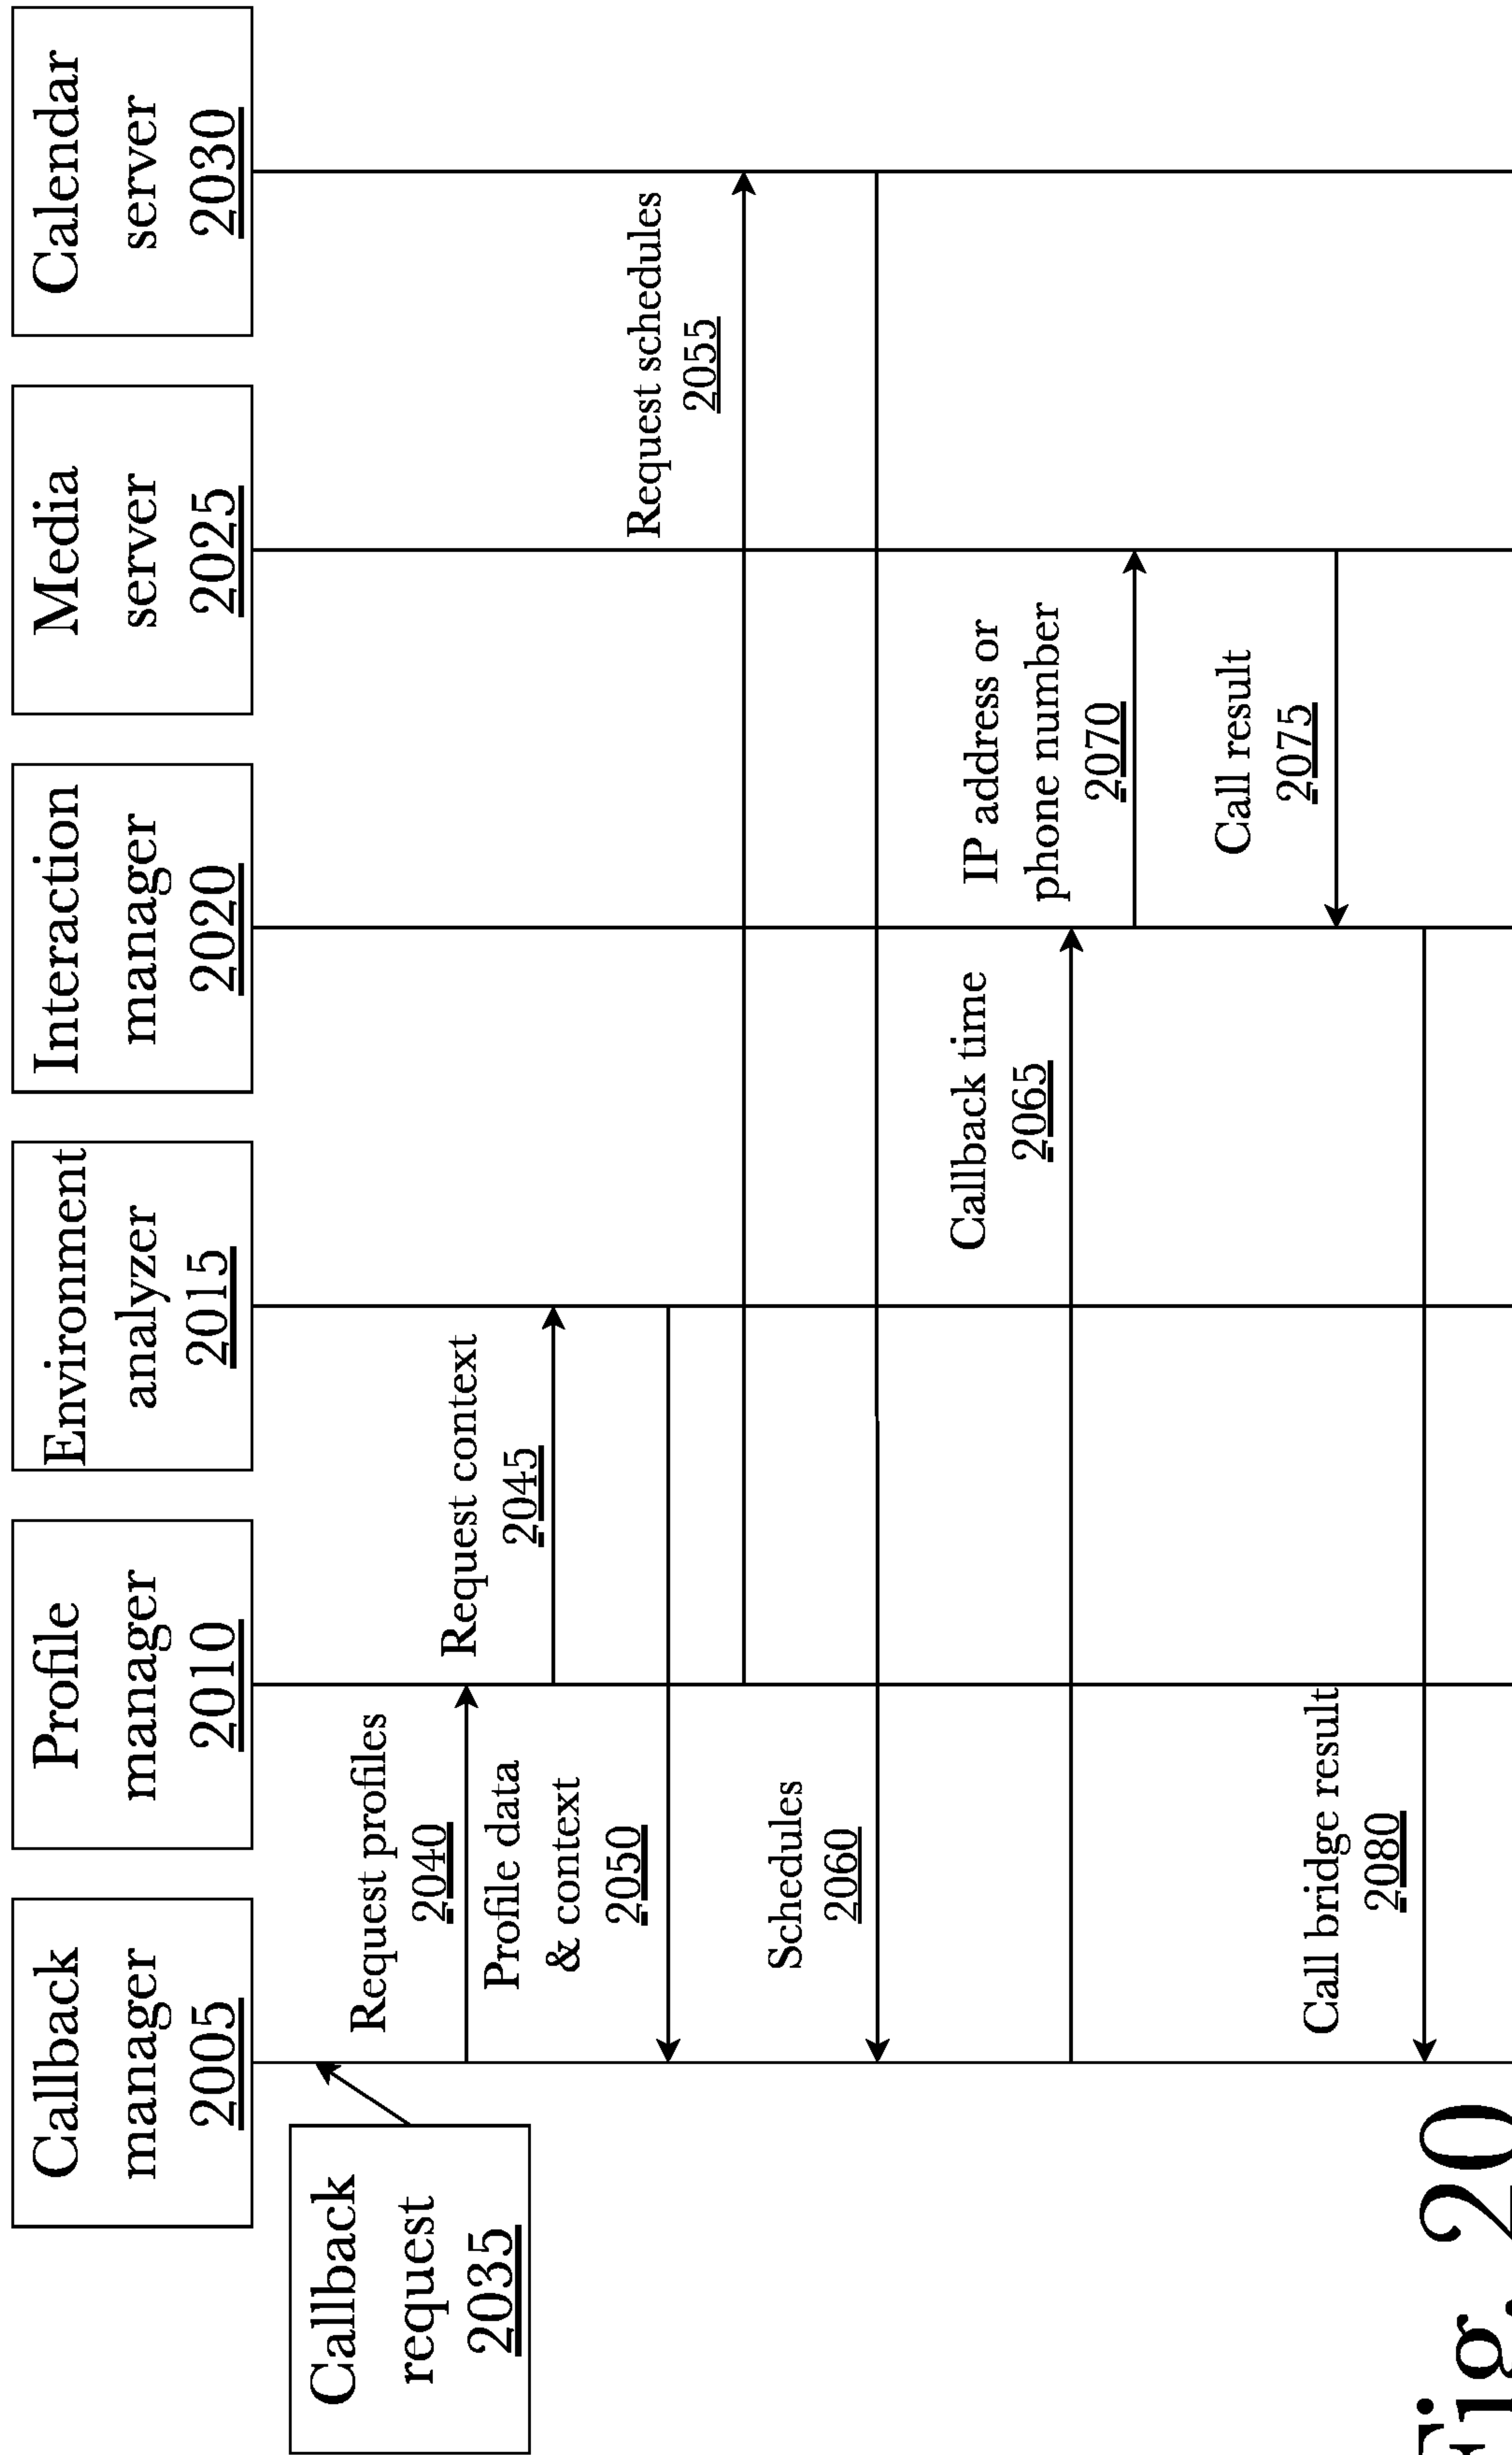 Callback
manager
2005
Profile
manager
2010
Environment
analyzer
2015
Interaction
manager
2020
Media
server
2025
Calendar
server
2030
Callback
request
2035
Request profiles
2040
Request context
2045
Profile data
& context
2050
Request schedules
2055
Schedules
2060
Callback time
2065
IP address or
phone number
2070
Call result
2075
Call bridge result
2080
Fig. 20